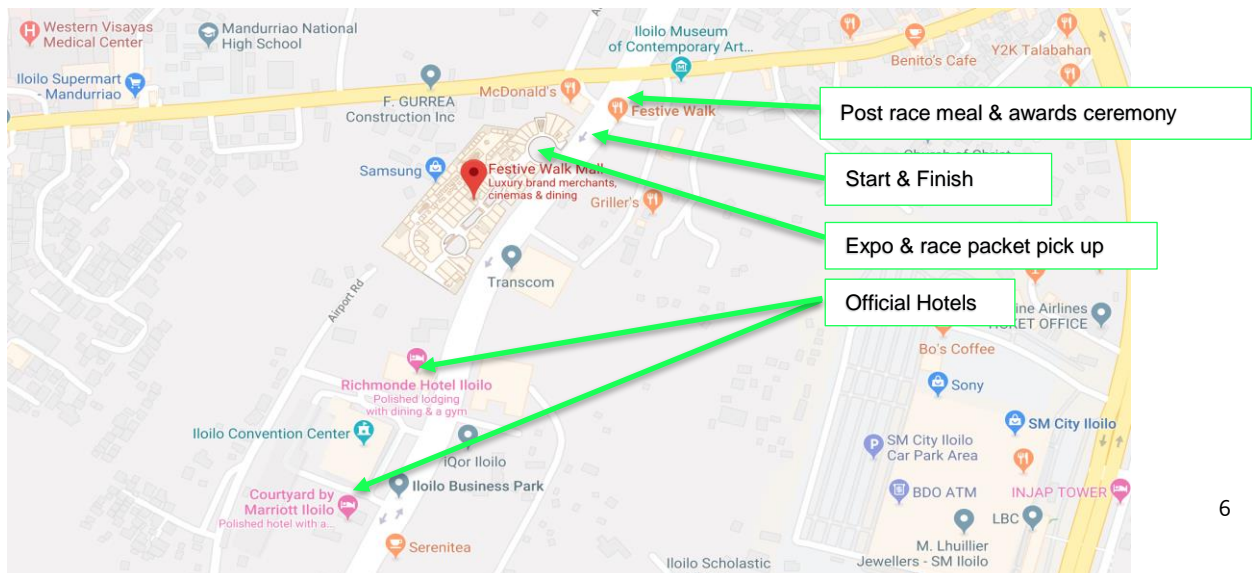 Western Visayas
Medical Center
Mandurriao National
High School
Iloilo Museum
of Contemporary Art...
Y2K Talabahan
Benito's Cafe
Iloilo Supermart
- Mandurriao
F. GURREA
Construction Inc
McDonald's
Festive Walk
Post race meal & awards ceremony
Samsung
Festive Walk Mall
Luxury brand merchants,
cinemas & dining
Start & Finish
Griller's
Expo & race packet pick up
Transcom
Airport Rd
Official Hotels
ine Airlines
OFFICE
Bo's Coffee
Richmonde Hotel Iloilo
Polished lodging
with dining & a gym
Sony
SM City Iloilo
Iloilo Convention Center
iQor Iloilo
SM City Iloilo
Car Park Area
Iloilo Business Park
Courtyard by
Marriott Iloilo
Polished hotel with a...
BDO ATM
INJAP TOWER
LBC
6
Serenitea
M. Lhuillier
Jewellers - SM Iloilo
Iloilo Scholastic